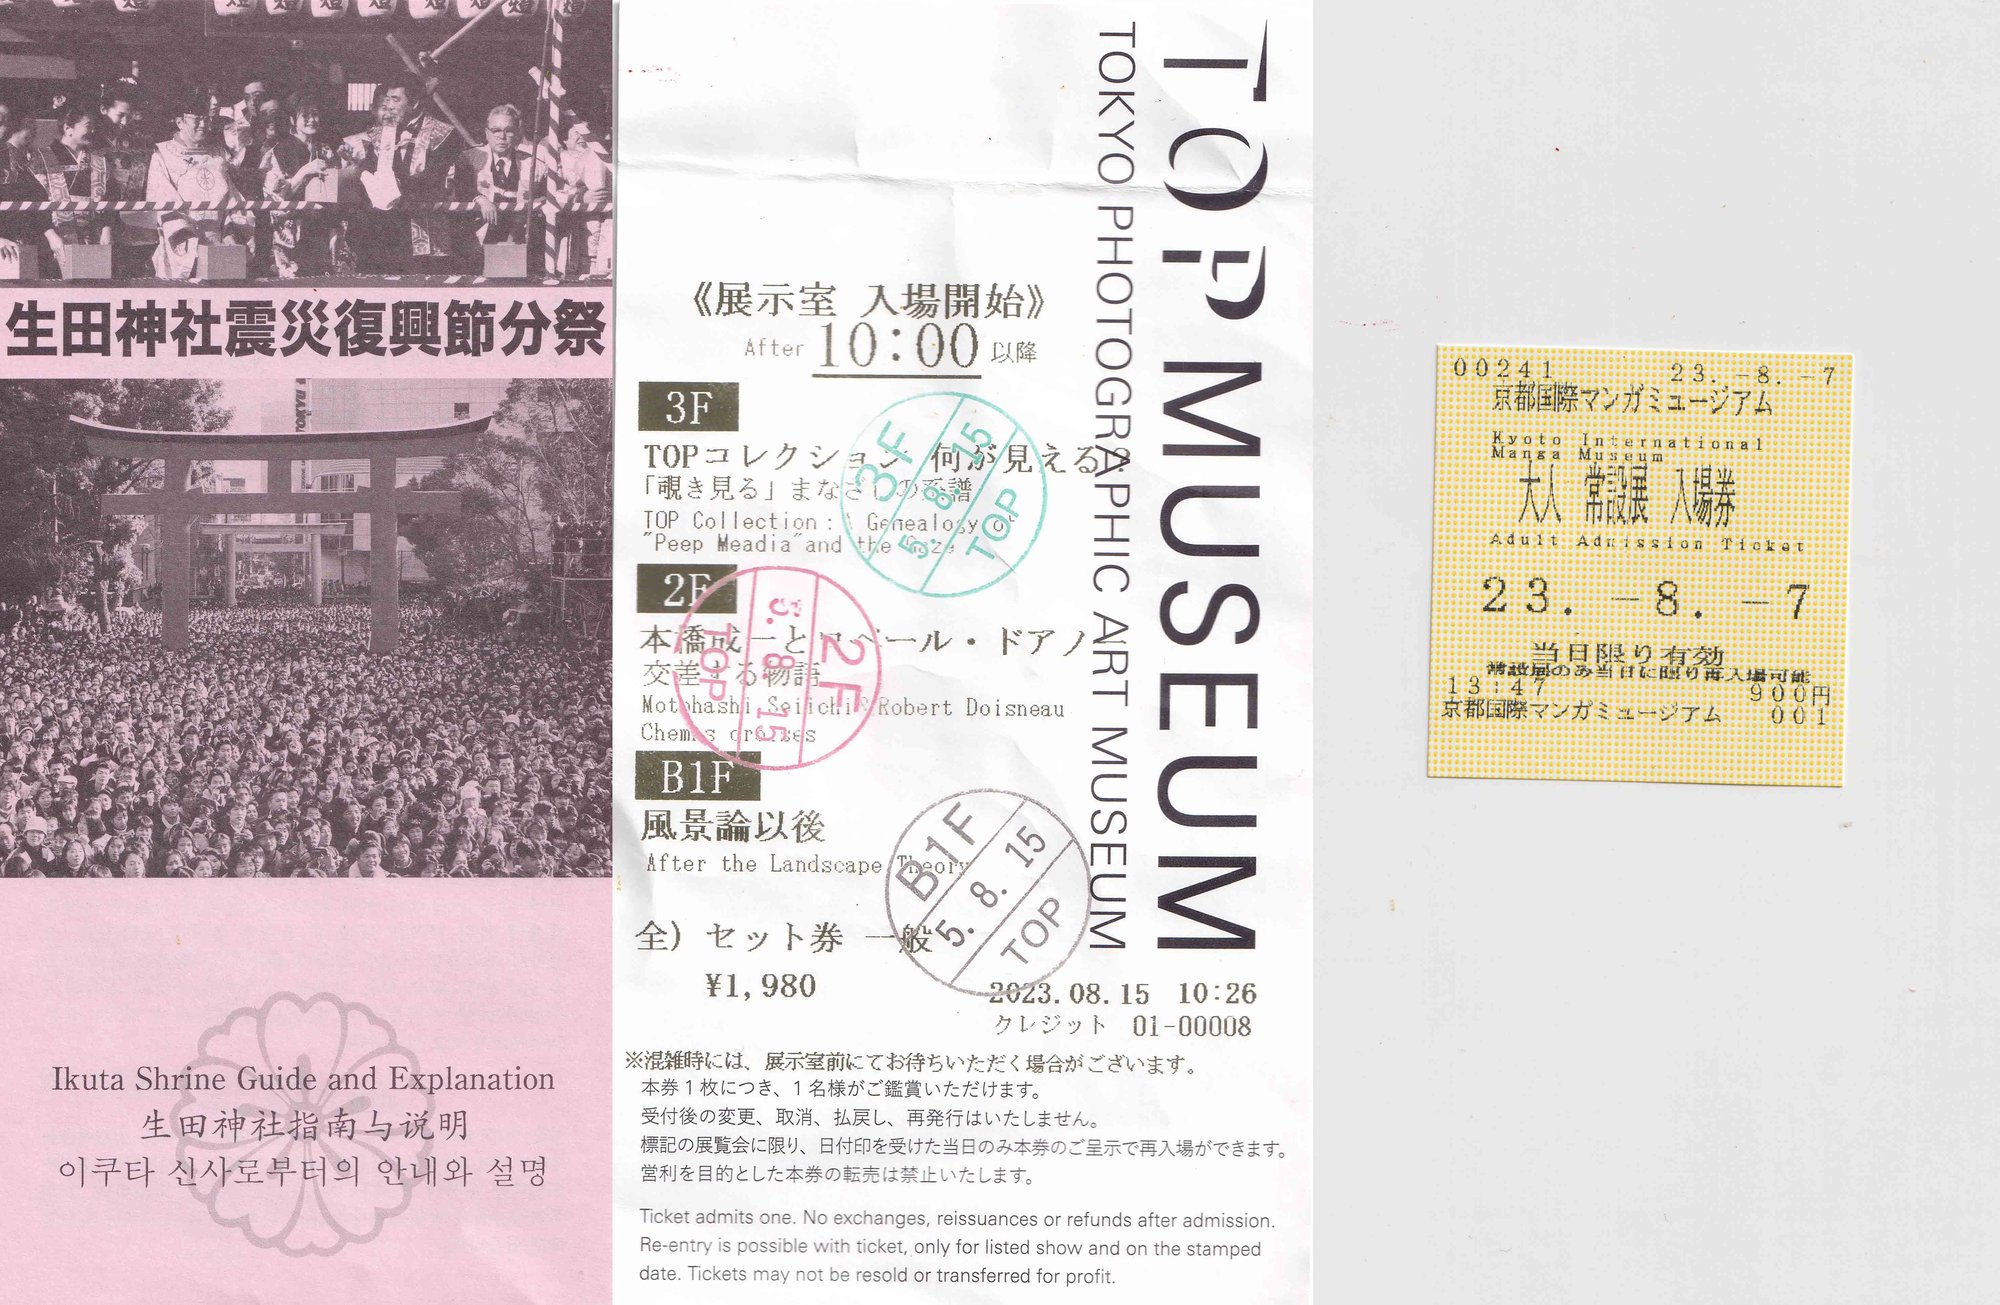 生田神社震災復興節分祭
TOKYU
Ikuta Shrine Guide and Explanation
生田神社指南与说明
이쿠타 신사로부터의 안내와 설명
TOP MUSEUM
TOKYO PHOTOGRAPHIC ART MUSEUM
《展示室 入場開始》
After 10:00 以降
3F
TOPコレクション 何が見える?
「覗き見る」まなざしの系譜
TOP Collection: A Genealogy of
"Peep Meadia"and the Gaze
3F
5. 8. 15
TOP
2F
本橋成一とロベール・ドアノー
交差する物語
Motohashi Seiichi&Robert Doisneau
Chemins croises
2F
5. 8. 15
TOP
B1F
風景論以後
After the Landscape Theory
B1F
5. 8. 15
TOP
全) セット券 一般
¥1,980
2023.08.15 10:26
クレジット 01-00008
※混雑時には、展示室前にてお待ちいただく場合がございます。
本券1枚につき、1名様がご鑑賞いただけます。
受付後の変更、取消、払戻し、再発行はいたしません。
標記の展覧会に限り、日付印を受けた当日のみ本券のご呈示で再入場ができます。
営利を目的とした本券の転売は禁止いたします。
Ticket admits one. No exchanges, reissuances or refunds after admission.
Re-entry is possible with ticket, only for listed show and on the stamped
date. Tickets may not be resold or transferred for profit.
00241 23. -8. -7
京都国際マンガミュージアム
Kyoto International
Manga Museum
大人 常設展 入場券
Adult Admission Ticket
23. -8. -7
当日限り有効
常設展のみ当日に限り再入場可能
13:47 900円
京都国際マンガミュージアム 001